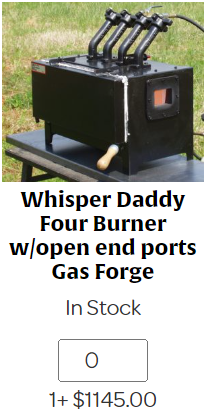 Whisper Daddy
Four Burner
w/open end ports
Gas Forge
In Stock
0
1+ $1145.00